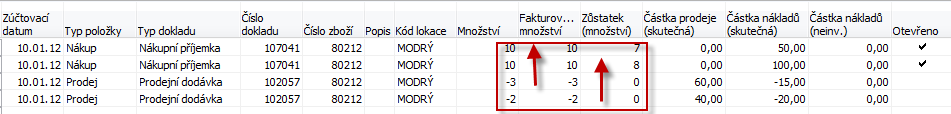 Zúčtovací datum Typ položky Typ dokladu Číslo dokladu Číslo zboží Popis Kód lokace Množství Fakturov... množství Zůstatek (množství) Částka prodeje (skutečná) Částka nákladů (skutečná) Částka nákladů (neinv.) Otevřeno
10.01.12 Nákup Nákupní příjemka 107041 80212 MODRÝ 10 10 7 0,00 50,00 0,00 ✔
10.01.12 Nákup Nákupní příjemka 107041 80212 MODRÝ 10 10 8 0,00 100,00 0,00 ✔
10.01.12 Prodej Prodejní dodávka 102057 80212 MODRÝ -3 -3 0 60,00 -15,00 0,00
10.01.12 Prodej Prodejní dodávka 102057 80212 MODRÝ -2 -2 0 40,00 -20,00 0,00